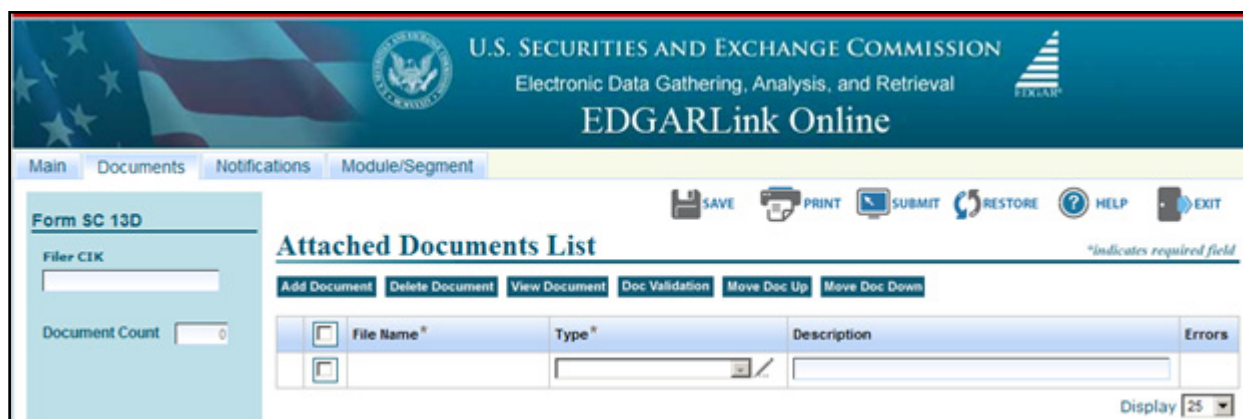 U.S. SECURITIES AND EXCHANGE COMMISSION
Electronic Data Gathering, Analysis, and Retrieval
EDGAR®
EDGARLink Online
Main Documents Notifications Module/Segment
SAVE PRINT SUBMIT RESTORE ? HELP EXIT
Form SC 13D
Attached Documents List
*indicates required field
Filer CIK
Add Document Delete Document View Document Doc Validation Move Doc Up Move Doc Down
Document Count 0
File Name* Type* Description Errors
Display 25